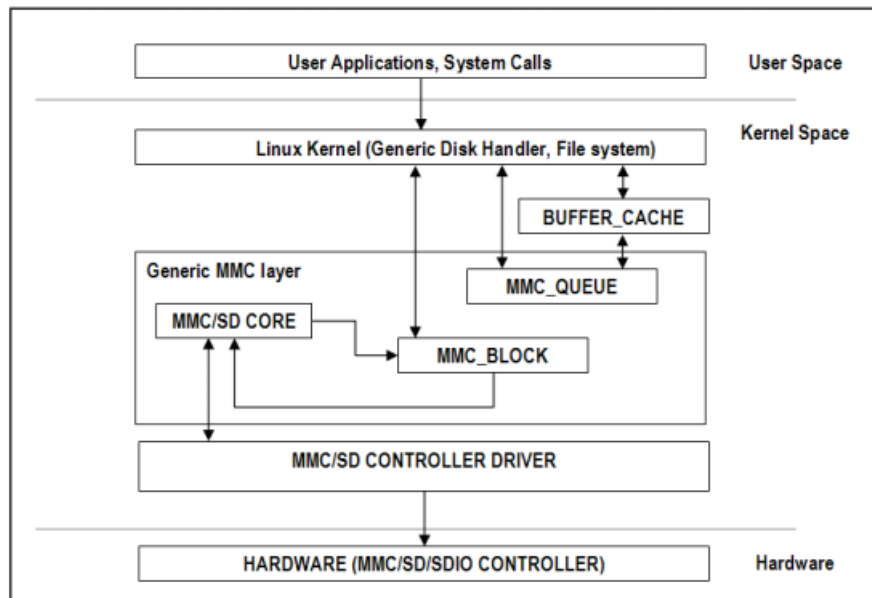 User Applications, System Calls
User Space
Kernel Space
Linux Kernel (Generic Disk Handler, File system)
BUFFER_CACHE
Generic MMC layer
MMC_QUEUE
MMC/SD CORE
MMC_BLOCK
MMC/SD CONTROLLER DRIVER
HARDWARE (MMC/SD/SDIO CONTROLLER)
Hardware